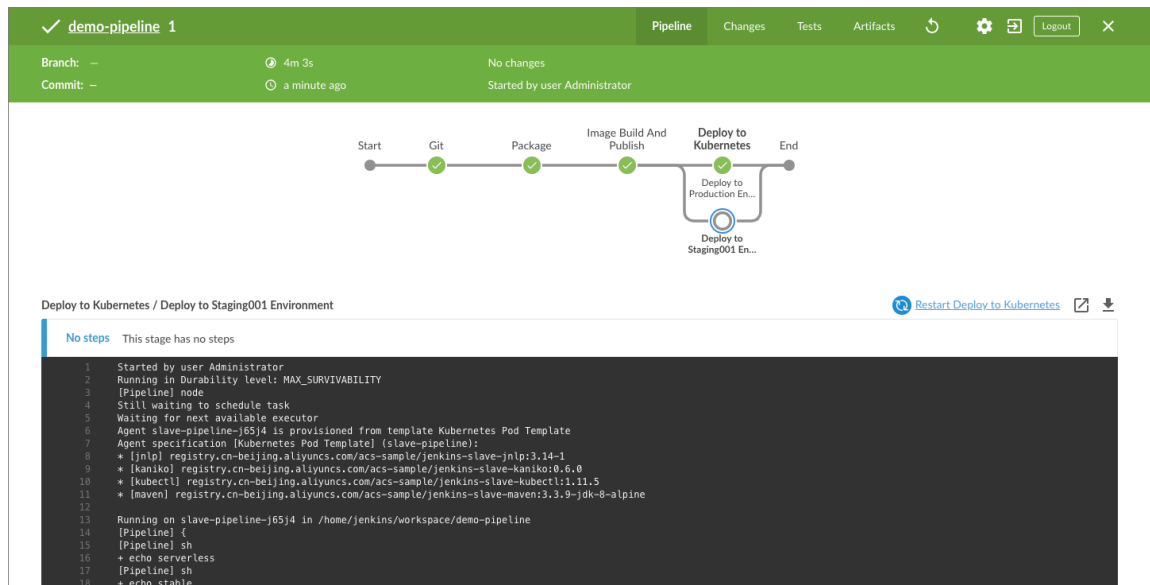 demo-pipeline 1
Pipeline
Changes
Tests
Artifacts
Logout
Branch: —
4m 3s
No changes
Commit: —
a minute ago
Started by user Administrator
Start
Git
Package
Image Build And
Publish
Deploy to
Kubernetes
End
Deploy to
Production En...
Deploy to
Staging001 En...
Deploy to Kubernetes / Deploy to Staging001 Environment
Restart Deploy to Kubernetes
No steps This stage has no steps
1 Started by user Administrator
2 Running in Durability level: MAX_SURVIVABILITY
3 [Pipeline] node
4 Still waiting to schedule task
5 Waiting for next available executor
6 Agent slave-pipeline-j65j4 is provisioned from template Kubernetes Pod Template
7 Agent specification [Kubernetes Pod Template] (slave-pipeline):
8 * [jnlp] registry.cn-beijing.aliyuncs.com/acs-sample/jenkins-slave-jnlp:3.14-1
9 * [kaniko] registry.cn-beijing.aliyuncs.com/acs-sample/jenkins-slave-kaniko:0.6.0
10 * [kubectl] registry.cn-beijing.aliyuncs.com/acs-sample/jenkins-slave-kubectl:1.11.5
11 * [maven] registry.cn-beijing.aliyuncs.com/acs-sample/jenkins-slave-maven:3.3.9-jdk-8-alpine
12
13 Running on slave-pipeline-j65j4 in /home/jenkins/workspace/demo-pipeline
14 [Pipeline] {
15 [Pipeline] sh
16 + echo serverless
17 [Pipeline] sh
18 + echo stable